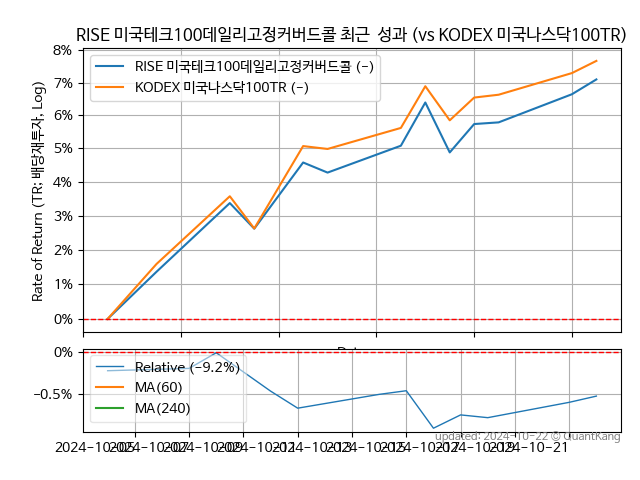 RISE 미국테크100데일리고정커버드콜 최근 성과 (vs KODEX 미국나스닥100TR)
8%
7%
6%
5%
4%
3%
2%
1%
0%
Rate of Return (TR: 배당재투자, Log)
RISE 미국테크100데일리고정커버드콜 (-)
KODEX 미국나스닥100TR (-)
0%
-0.5%
Relative (-9.2%)
MA(60)
MA(240)
updated: 2024-10-22 © QuantKang